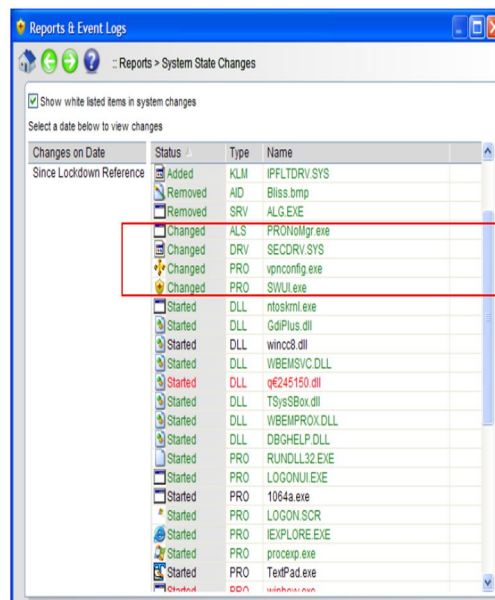 Reports & Event Logs
:: Reports > System State Changes
Show white listed items in system changes
Select a date below to view changes
Changes on Date Status Type Name
Since Lockdown Reference Added KLM IPFLTDRV.SYS
Removed AID Bliss.bmp
Removed SRV ALG.EXE
Changed ALS PRONoMgr.exe
Changed DRV SECDRV.SYS
Changed PRO vpnconfig.exe
Changed PRO SWUI.exe
Started DLL ntoskrnl.exe
Started DLL GdiPlus.dll
Started DLL wincc8.dll
Started DLL WBEMSVC.DLL
Started DLL q€245150.dll
Started DLL TSysSBox.dll
Started DLL WBEMPROX.DLL
Started DLL DBGHELP.DLL
Started PRO RUNDLL32.EXE
Started PRO LOGONUI.EXE
Started PRO 1064a.exe
Started PRO LOGON.SCR
Started PRO IEXPLORE.EXE
Started PRO procexp.exe
Started PRO TextPad.exe
Started PRO